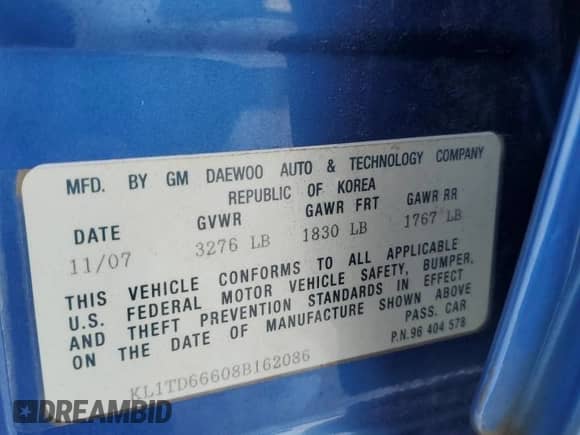 MFD. BY GM DAEWOO AUTO & TECHNOLOGY COMPANY
REPUBLIC OF KOREA
DATE GVWR GAWR FRT GAWR RR
11/07 3276 LB 1830 LB 1767 LB
THIS VEHICLE CONFORMS TO ALL APPLICABLE
U.S. FEDERAL MOTOR VEHICLE SAFETY, BUMPER,
AND THEFT PREVENTION STANDARDS IN EFFECT
ON THE DATE OF MANUFACTURE SHOWN ABOVE
PASS. CAR
KL1TD66608B162086 P.N.96 404 578
DREAMBID